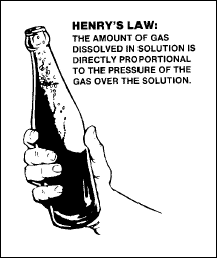 HENRY'S LAW:
THE AMOUNT OF GAS
DISSOLVED IN SOLUTION IS
DIRECTLY PROPORTIONAL
TO THE PRESSURE OF THE
GAS OVER THE SOLUTION.